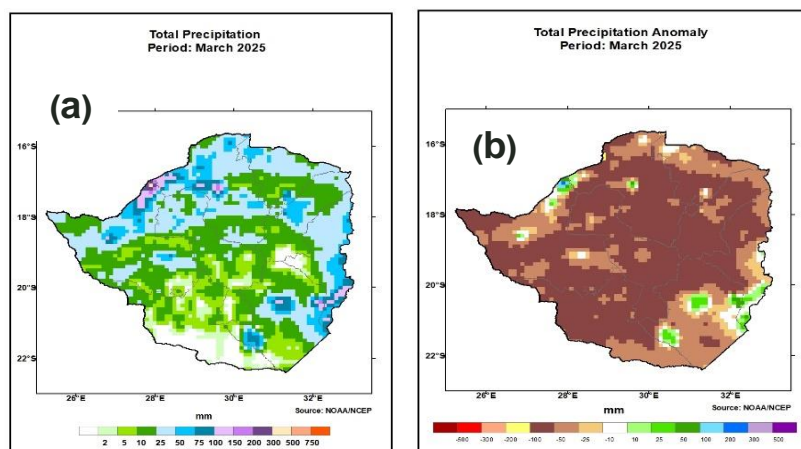 Total Precipitation
Period: March 2025
(a)
16°S
18°S
20°S
22°S
26°E 28°E 30°E 32°E
mm
Source: NOAA/NCEP
2 5 10 25 50 75 100 150 200 300 500 750
Total Precipitation Anomaly
Period: March 2025
(b)
16°S
18°S
20°S
22°S
26°E 28°E 30°E 32°E
mm
Source: NOAA/NCEP
-500 -300 -200 -100 -50 -25 -10 10 25 50 100 200 300 500